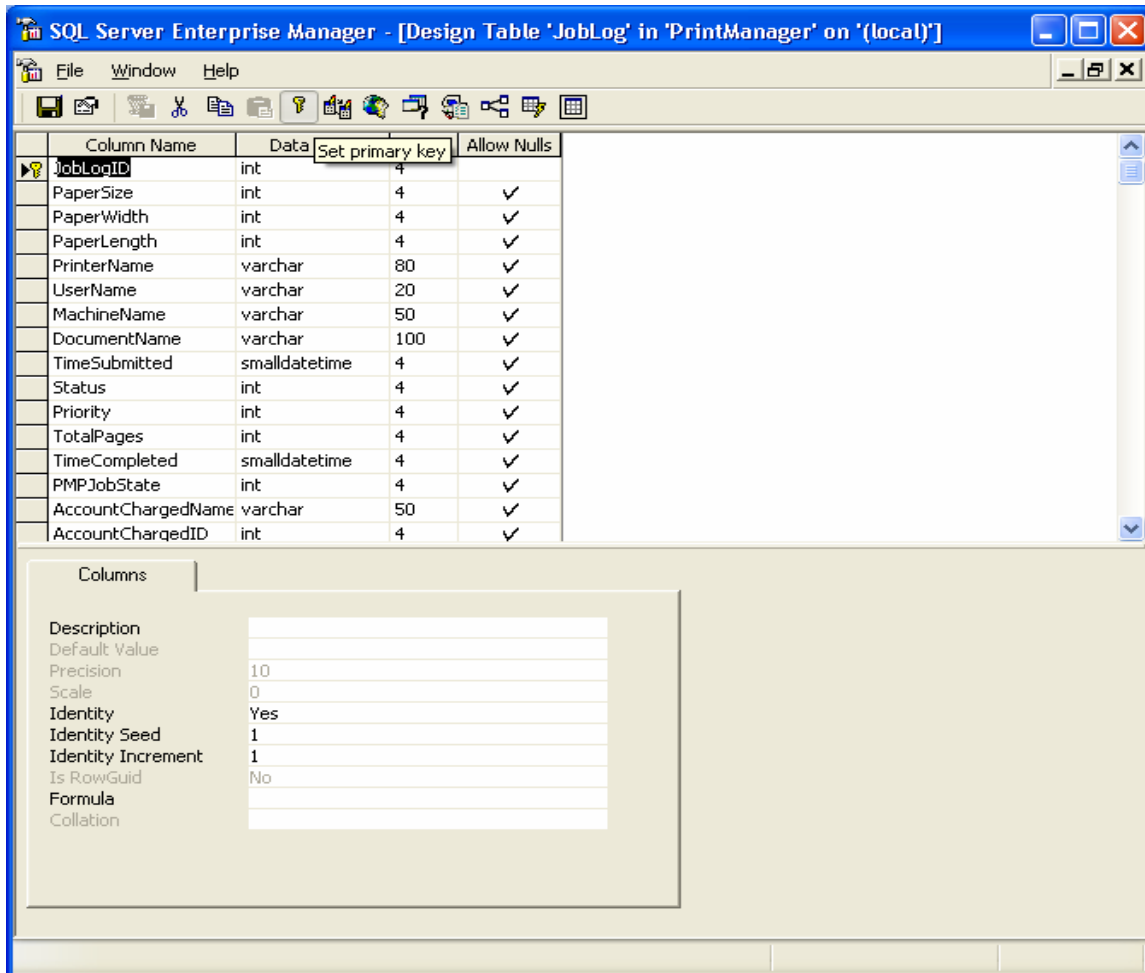 SQL Server Enterprise Manager - [Design Table 'JobLog' in 'PrintManager' on '(local)']
File Window Help
Column Name Data Allow Nulls
Set primary key
JobLogID int 4
PaperSize int 4
PaperWidth int 4
PaperLength int 4
PrinterName varchar 80
UserName varchar 20
MachineName varchar 50
DocumentName varchar 100
TimeSubmitted smalldatetime 4
Status int 4
Priority int 4
TotalPages int 4
TimeCompleted smalldatetime 4
PMPJobState int 4
AccountChargedName varchar 50
AccountChargedID int 4
Columns
Description
Default Value
Precision 10
Scale 0
Identity Yes
Identity Seed 1
Identity Increment 1
Is RowGuid No
Formula
Collation